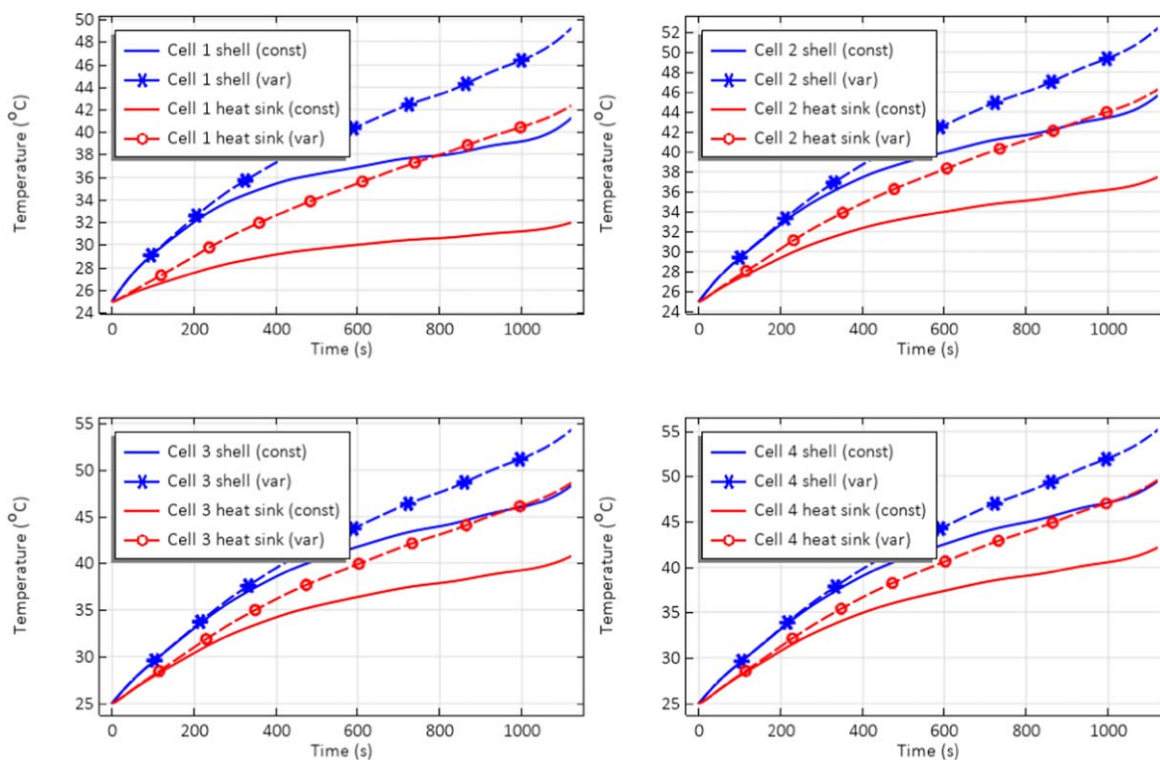 50
48
46
44
42
40
38
36
34
32
30
28
26
24
Temperature (°C)
Cell 1 shell (const)
Cell 1 shell (var)
Cell 1 heat sink (const)
Cell 1 heat sink (var)
0 200 400 600 800 1000
Time (s)
52
50
48
46
44
42
40
38
36
34
32
30
28
26
24
Temperature (°C)
Cell 2 shell (const)
Cell 2 shell (var)
Cell 2 heat sink (const)
Cell 2 heat sink (var)
0 200 400 600 800 1000
Time (s)
55
50
45
40
35
30
25
Temperature (°C)
Cell 3 shell (const)
Cell 3 shell (var)
Cell 3 heat sink (const)
Cell 3 heat sink (var)
0 200 400 600 800 1000
Time (s)
55
50
45
40
35
30
25
Temperature (°C)
Cell 4 shell (const)
Cell 4 shell (var)
Cell 4 heat sink (const)
Cell 4 heat sink (var)
0 200 400 600 800 1000
Time (s)